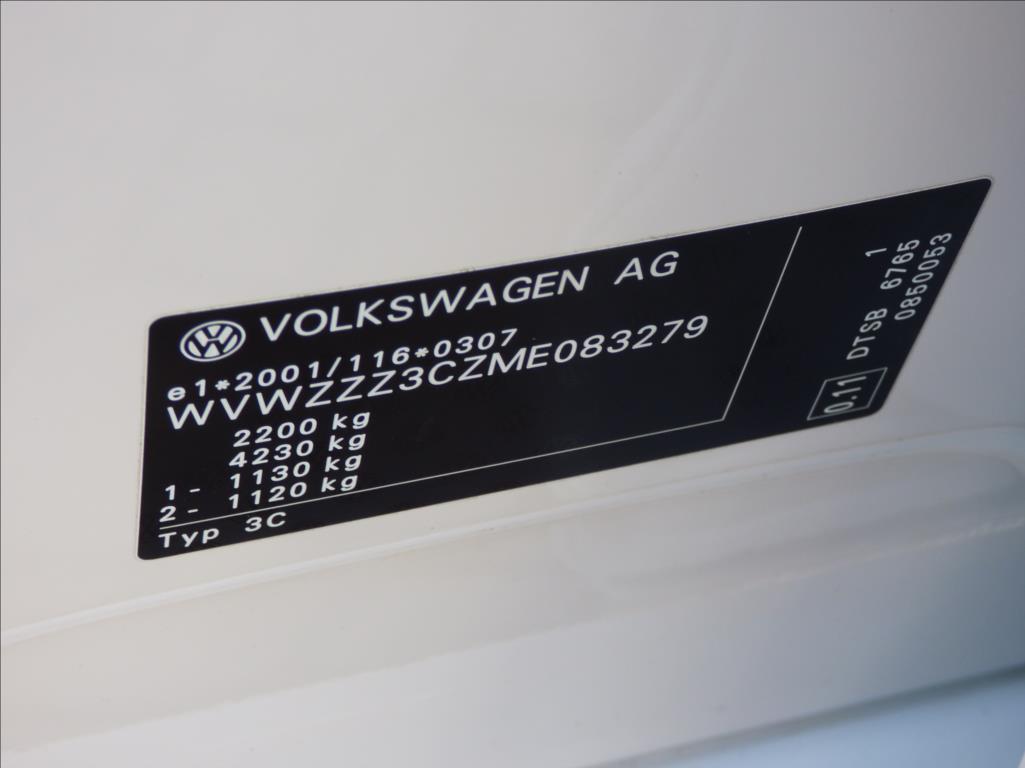 VOLKSWAGEN AG
e1*2001/116*0307
WVWZZZ3CZME083279
2200 kg
4230 kg
1 - 1130 kg
2 - 1120 kg
Typ 3C
0.11 DTSB 6765 1
0850053